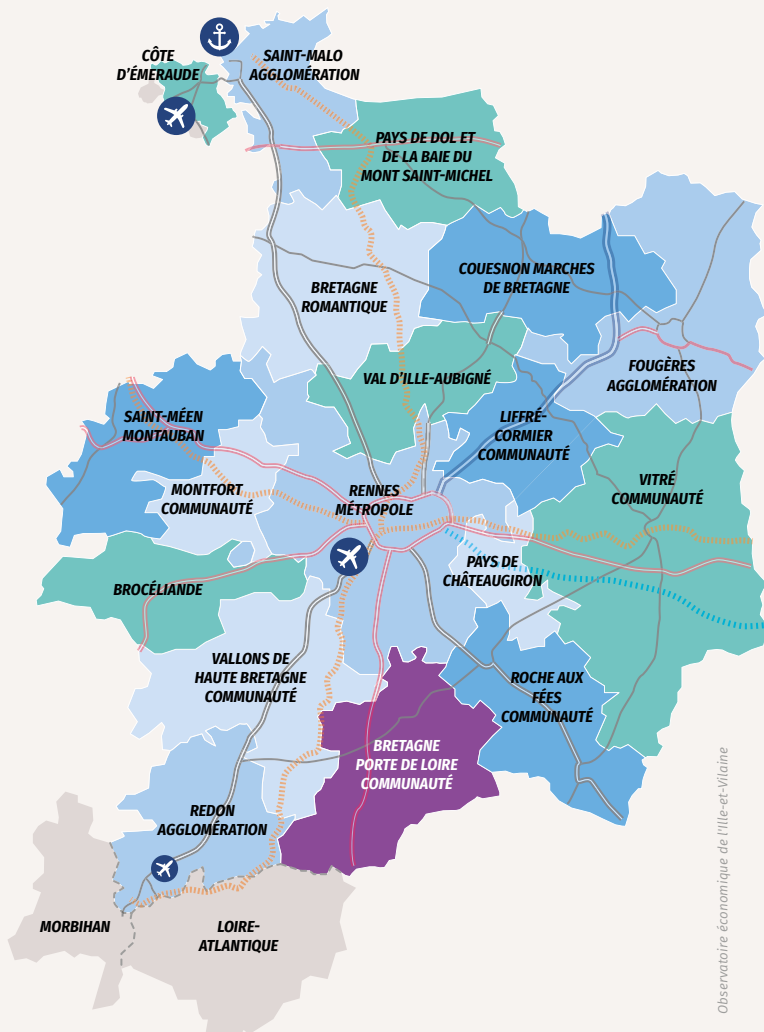 CÔTE
D'ÉMERAUDE
SAINT-MALO
AGGLOMÉRATION
PAYS DE DOL ET
DE LA BAIE DU
MONT SAINT-MICHEL
BRETAGNE
ROMANTIQUE
COUESNON MARCHES
DE BRETAGNE
FOUGÈRES
AGGLOMÉRATION
VAL D'ILLE-AUBIGNÉ
SAINT-MÉEN
MONTAUBAN
LIFFRÉ-
CORMIER
COMMUNAUTÉ
MONTFORT
COMMUNAUTÉ
RENNES
MÉTROPOLE
VITRÉ
COMMUNAUTÉ
BROCÉLIANDE
PAYS DE
CHÂTEAUGIRON
VALLONS DE
HAUTE BRETAGNE
COMMUNAUTÉ
ROCHE AUX
FÉES
COMMUNAUTÉ
BRETAGNE
PORTE DE LOIRE
COMMUNAUTÉ
REDON
AGGLOMÉRATION
MORBIHAN
LOIRE-
ATLANTIQUE
Observatoire économique de l'Ille-et-Vilaine